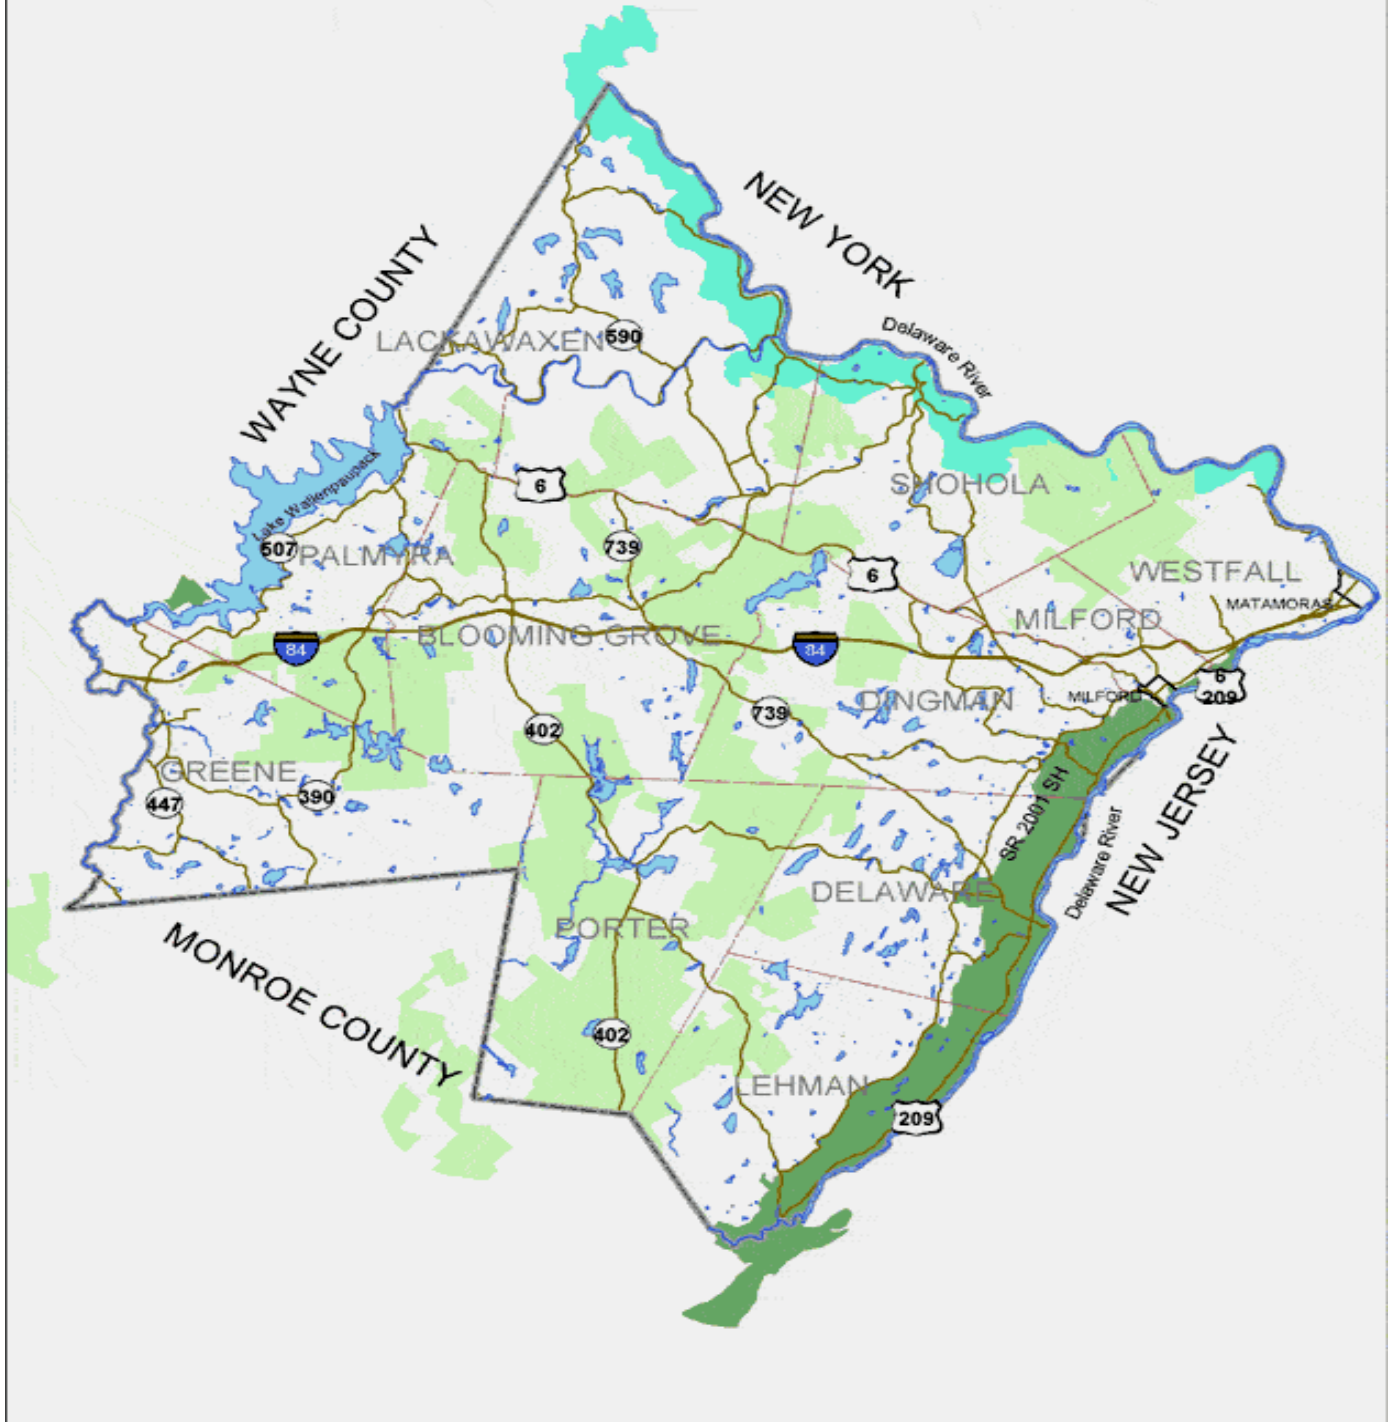 NEW YORK
WAYNE COUNTY
Delaware River
LACKAWAXEN
590
Lake Wallenpaupack
6
SHOHOLA
507
PALMYRA
739
6
WESTFALL
MATAMORAS
MILFORD
BLOOMING GROVE
84
84
6
209
MILFORD
DINGMAN
739
402
NEW JERSEY
GREENE
447
390
SR 2001 SH
Delaware River
DELAWARE
PORTER
MONROE COUNTY
402
LEHMAN
209